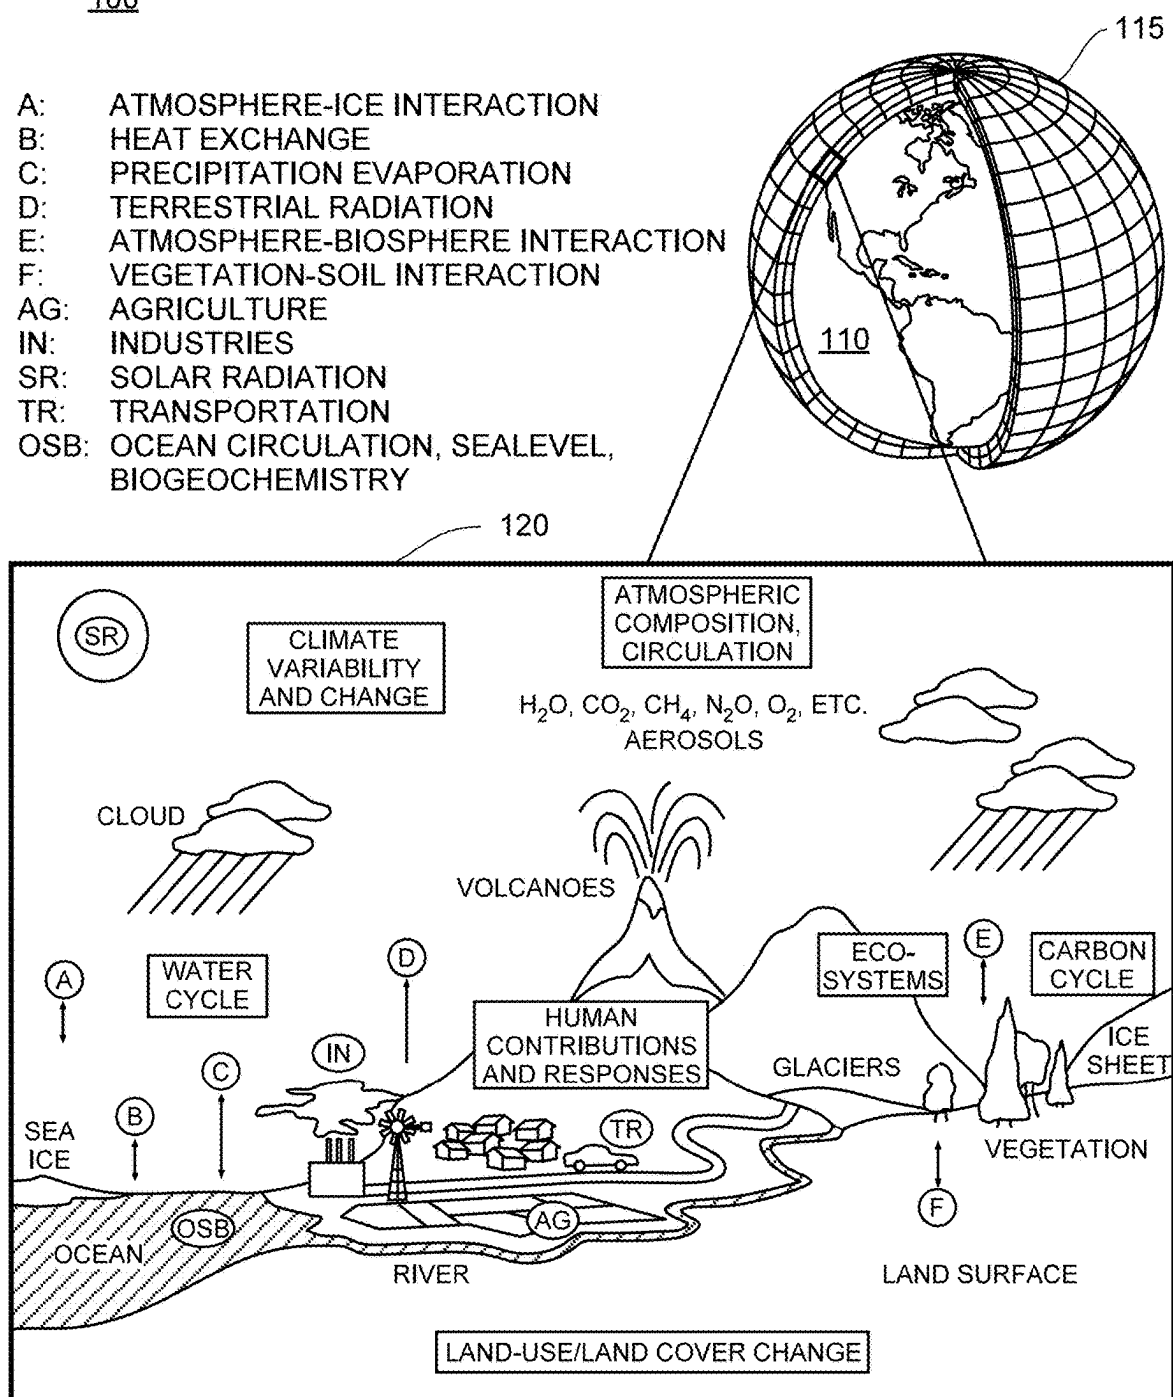 100
115
A: ATMOSPHERE-ICE INTERACTION
B: HEAT EXCHANGE
C: PRECIPITATION EVAPORATION
D: TERRESTRIAL RADIATION
E: ATMOSPHERE-BIOSPHERE INTERACTION
F: VEGETATION-SOIL INTERACTION
AG: AGRICULTURE
IN: INDUSTRIES
SR: SOLAR RADIATION
TR: TRANSPORTATION
OSB: OCEAN CIRCULATION, SEALEVEL,
BIOGEOCHEMISTRY
110
120
SR
CLIMATE
VARIABILITY
AND CHANGE
ATMOSPHERIC
COMPOSITION,
CIRCULATION
H₂O, CO₂, CH₄, N₂O, O₂, ETC.
AEROSOLS
CLOUD
VOLCANOES
A
WATER
CYCLE
D
ECO-
SYSTEMS
E
CARBON
CYCLE
HUMAN
CONTRIBUTIONS
AND RESPONSES
IN
C
GLACIERS
ICE
SHEET
B
SEA
ICE
TR
VEGETATION
F
OSB
AG
OCEAN
RIVER
LAND SURFACE
LAND-USE/LAND COVER CHANGE